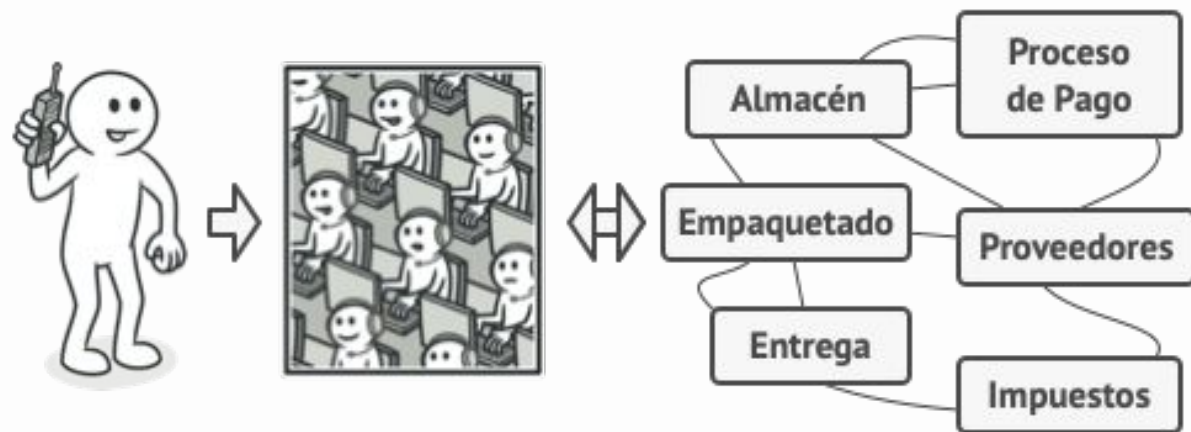 Almacén
Proceso
de Pago
Empaquetado
Proveedores
Entrega
Impuestos